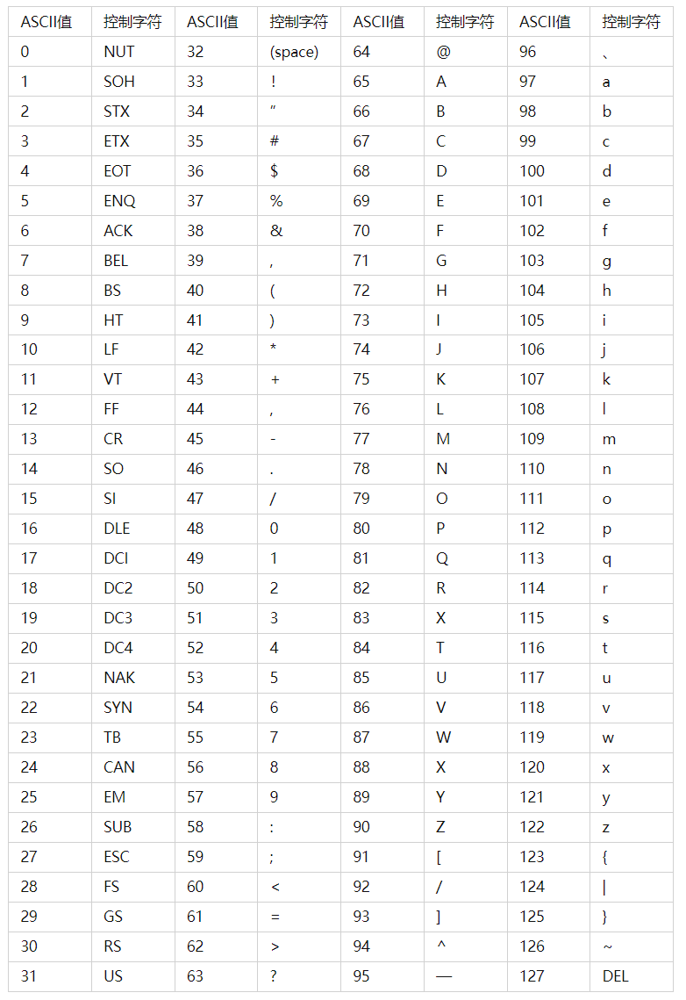 ASCII值 控制字符 ASCII值 控制字符 ASCII值 控制字符 ASCII值 控制字符
0 NUT 32 (space) 64 @ 96 、
1 SOH 33 ! 65 A 97 a
2 STX 34 " 66 B 98 b
3 ETX 35 # 67 C 99 c
4 EOT 36 $ 68 D 100 d
5 ENQ 37 % 69 E 101 e
6 ACK 38 & 70 F 102 f
7 BEL 39 , 71 G 103 g
8 BS 40 ( 72 H 104 h
9 HT 41 ) 73 I 105 i
10 LF 42 * 74 J 106 j
11 VT 43 + 75 K 107 k
12 FF 44 , 76 L 108 l
13 CR 45 - 77 M 109 m
14 SO 46 . 78 N 110 n
15 SI 47 / 79 O 111 o
16 DLE 48 0 80 P 112 p
17 DCI 49 1 81 Q 113 q
18 DC2 50 2 82 R 114 r
19 DC3 51 3 83 X 115 s
20 DC4 52 4 84 T 116 t
21 NAK 53 5 85 U 117 u
22 SYN 54 6 86 V 118 v
23 TB 55 7 87 W 119 w
24 CAN 56 8 88 X 120 x
25 EM 57 9 89 Y 121 y
26 SUB 58 : 90 Z 122 z
27 ESC 59 ; 91 [ 123 {
28 FS 60 < 92 / 124 |
29 GS 61 = 93 ] 125 }
30 RS 62 > 94 ^ 126 ~
31 US 63 ? 95 — 127 DEL